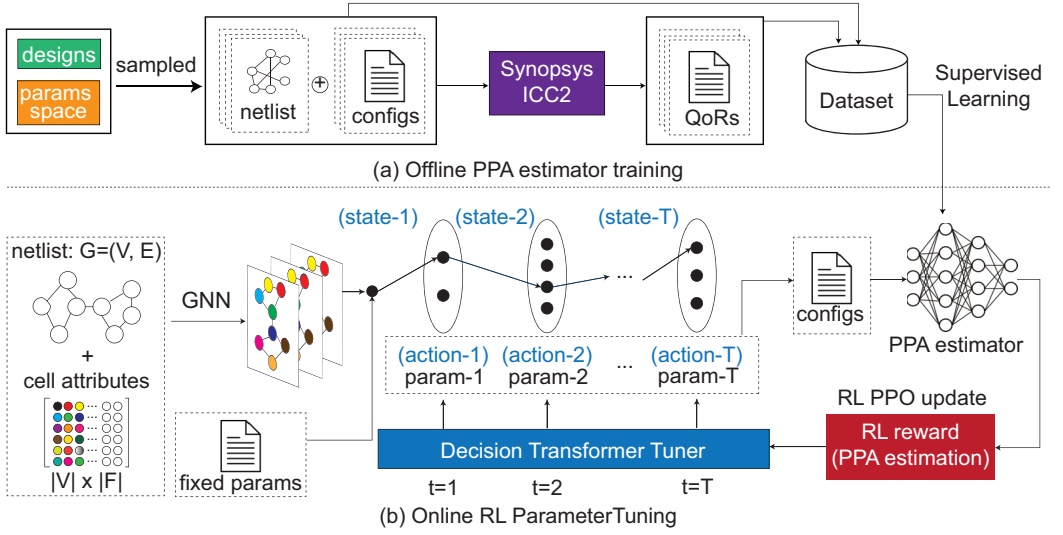 designs
params
space
sampled
netlist
+
configs
Synopsys
ICC2
QoRs
Dataset
Supervised
Learning
(a) Offline PPA estimator training
netlist: G=(V, E)
+
cell attributes
|V| x |F|
GNN
fixed params
(state-1)
(state-2)
(state-T)
...
(action-1)
param-1
(action-2)
param-2
...
(action-T)
param-T
Decision Transformer Tuner
t=1
t=2
t=T
configs
PPA estimator
RL PPO update
RL reward
(PPA estimation)
(b) Online RL ParameterTuning